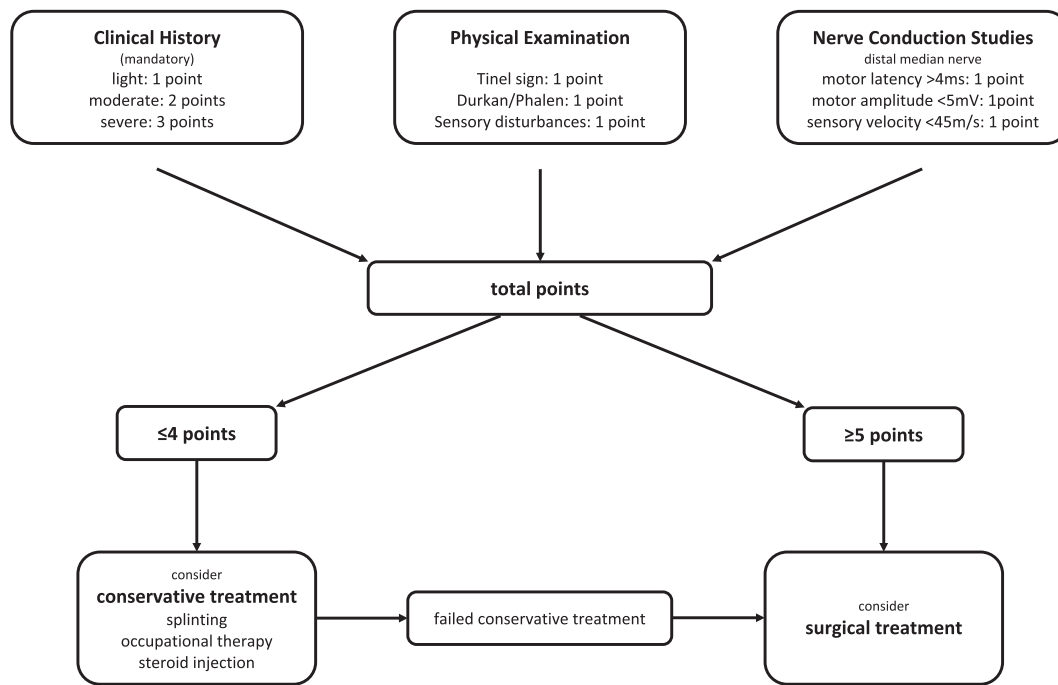 Clinical History
(mandatory)
light: 1 point
moderate: 2 points
severe: 3 points
Physical Examination
Tinel sign: 1 point
Durkan/Phalen: 1 point
Sensory disturbances: 1 point
Nerve Conduction Studies
distal median nerve
motor latency >4ms: 1 point
motor amplitude <5mV: 1point
sensory velocity <45m/s: 1 point
total points
≤4 points
≥5 points
consider
conservative treatment
splinting
occupational therapy
steroid injection
failed conservative treatment
consider
surgical treatment